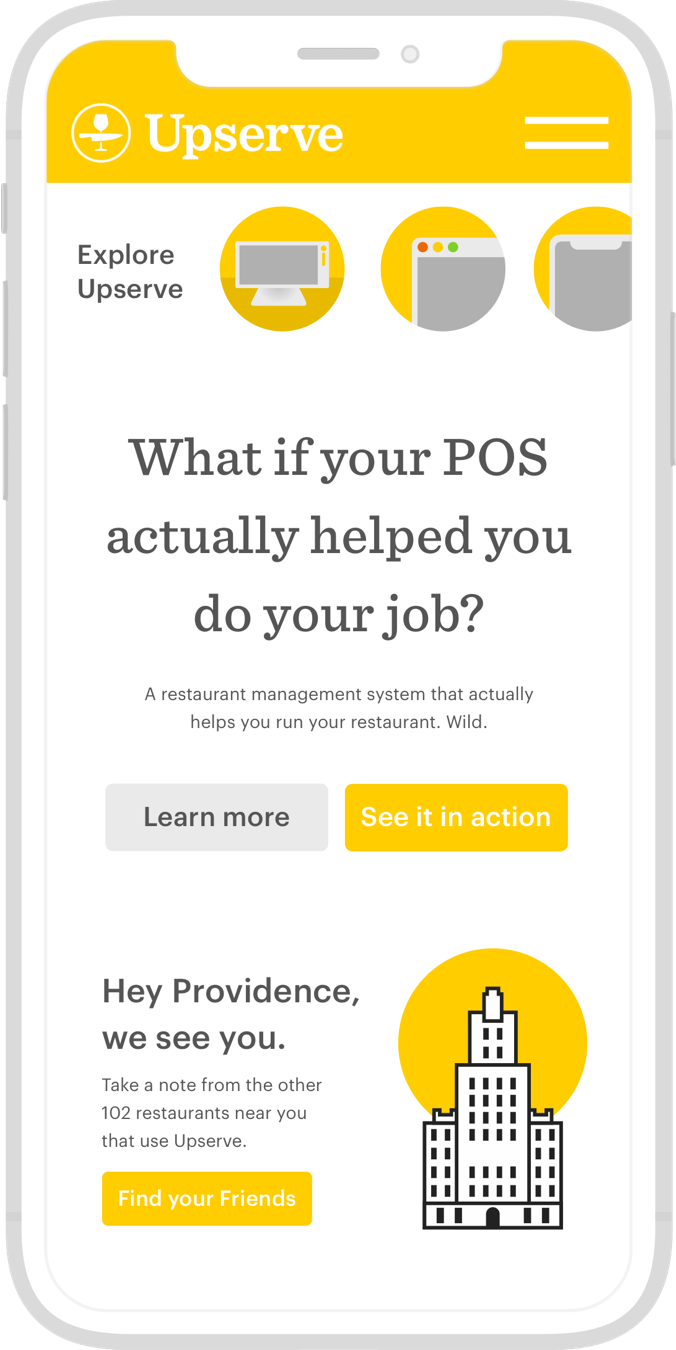 Upserve
Explore
Upserve
What if your POS
actually helped you
do your job?
A restaurant management system that actually
helps you run your restaurant. Wild.
Learn more
See it in action
Hey Providence,
we see you.
Take a note from the other
102 restaurants near you
that use Upserve.
Find your Friends